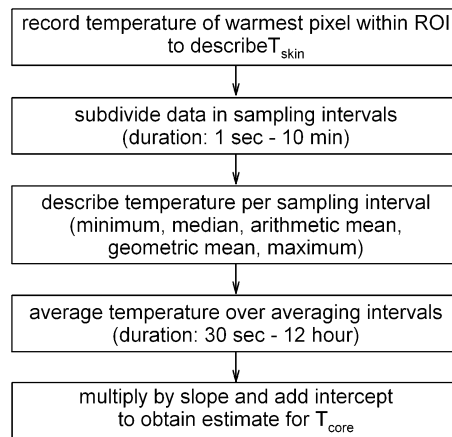 record temperature of warmest pixel within ROI
to describeT_skin
subdivide data in sampling intervals
(duration: 1 sec - 10 min)
describe temperature per sampling interval
(minimum, median, arithmetic mean,
geometric mean, maximum)
average temperature over averaging intervals
(duration: 30 sec - 12 hour)
multiply by slope and add intercept
to obtain estimate for T_core